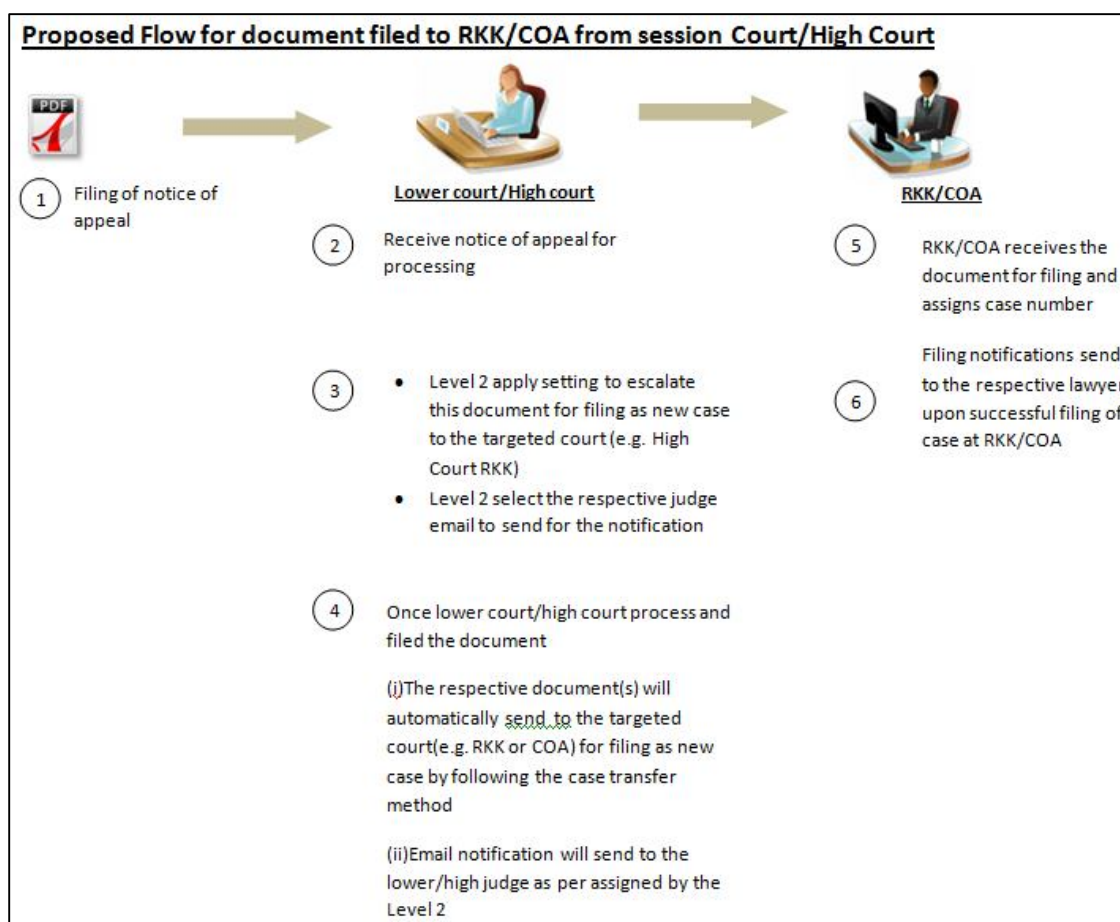 Proposed Flow for document filed to RKK/COA from session Court/High Court
PDF
1
Filing of notice of
appeal
Lower court/High court
2
Receive notice of appeal for
processing
3
• Level 2 apply setting to escalate
this document for filing as new case
to the targeted court (e.g. High
Court RKK)
• Level 2 select the respective judge
email to send for the notification
4
Once lower court/high court process and
filed the document
(i)The respective document(s) will
automatically send to the targeted
court(e.g. RKK or COA) for filing as new
case by following the case transfer
method
(ii)Email notification will send to the
lower/high judge as per assigned by the
Level 2
RKK/COA
5
RKK/COA receives the
document for filing and
assigns case number
6
Filing notifications send
to the respective lawyer
upon successful filing of
case at RKK/COA